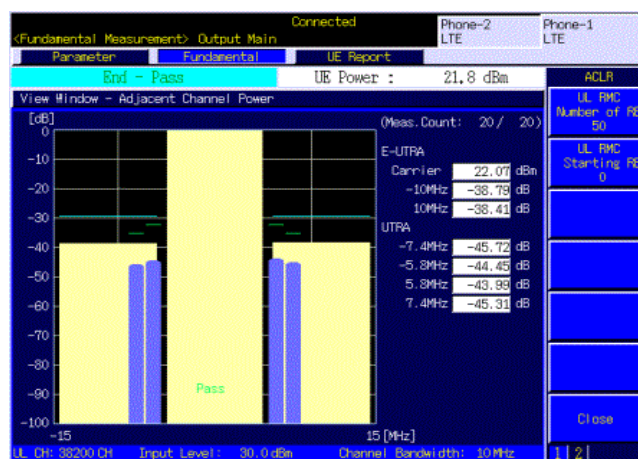 Connected
Phone-2
LTE
Phone-1
LTE
<Fundamental Measurement> Output Main
Parameter
Fundamental
UE Report
End - Pass
UE Power :
21.8 dBm
ACLR
View Window - Adjacent Channel Power
UL RMC
Number of RB
50
UL RMC
Starting RB
0
[dB]
(Meas.Count: 20/ 20)
0
-10
-20
-30
-40
-50
-60
-70
-80
-90
-100
E-UTRA
Carrier 22.07 dBm
-10MHz -38.79 dB
10MHz -38.41 dB
UTRA
-7.4MHz -45.72 dB
-5.8MHz -44.45 dB
5.8MHz -43.99 dB
7.4MHz -45.31 dB
Pass
-15
15 [MHz]
Close
UL CH: 38200 CH Input Level: 30.0 dBm Channel Bandwidth: 10 MHz
1 2